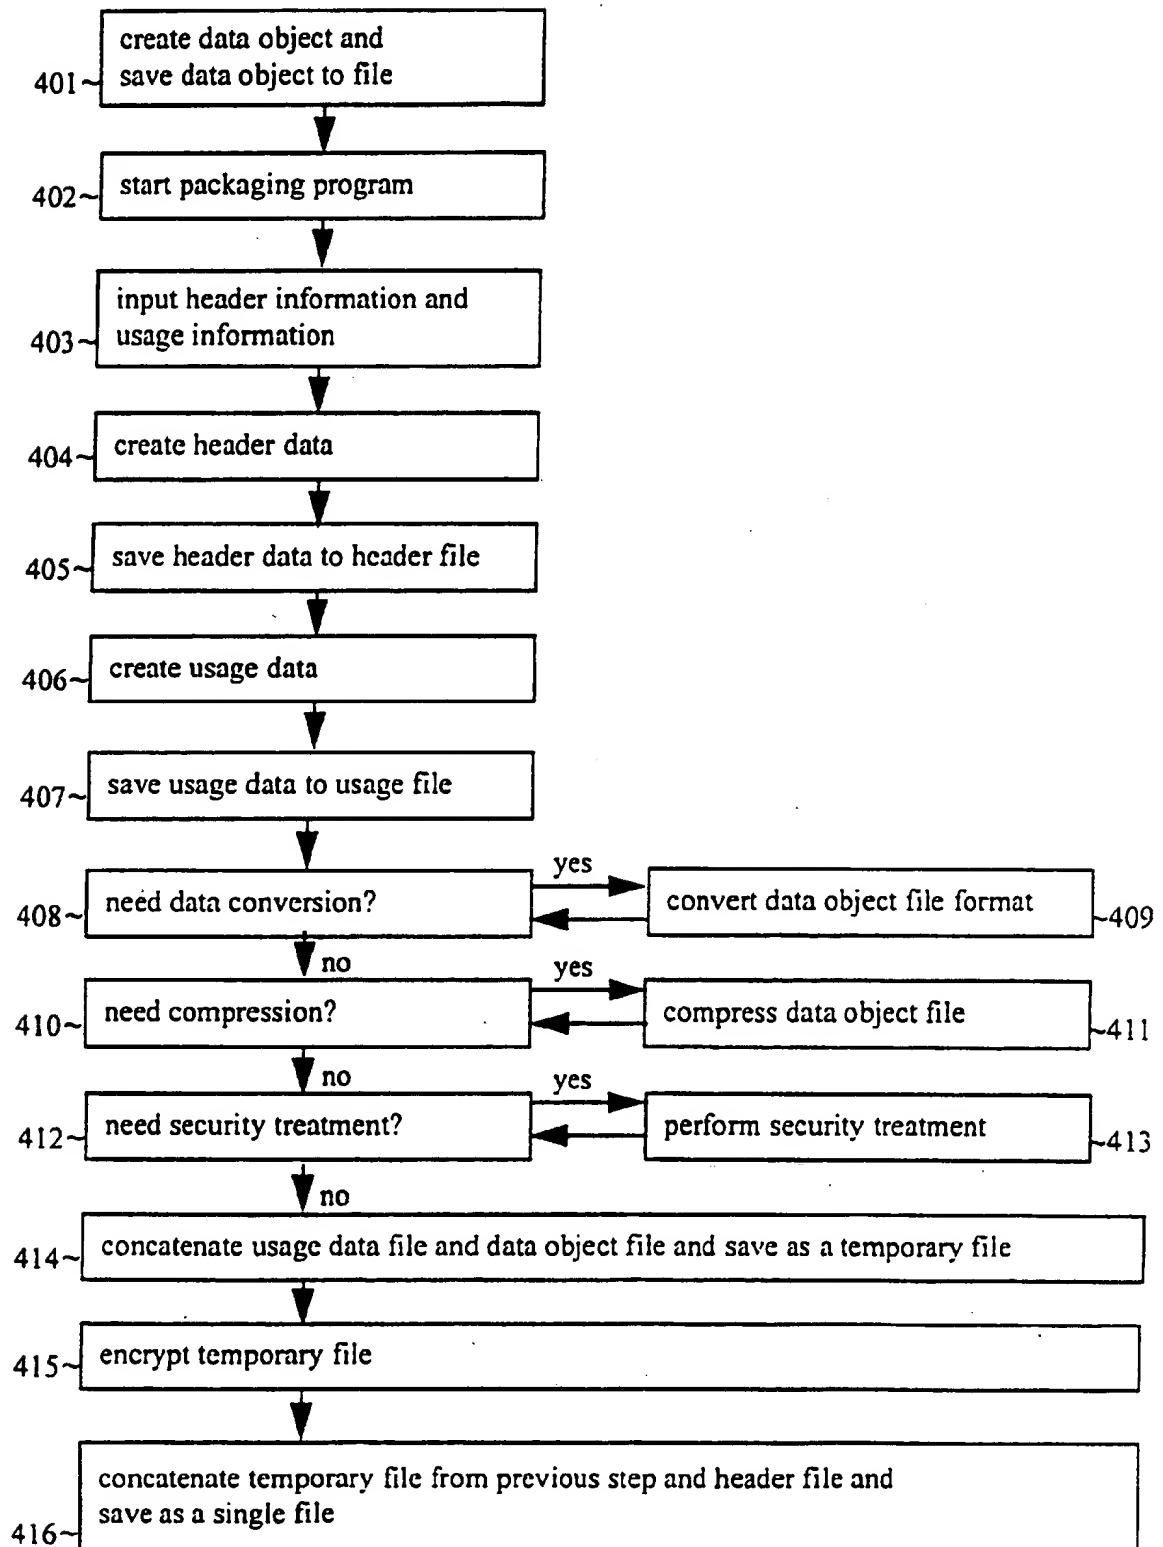 create data object and
save data object to file
401~
start packaging program
402~
input header information and
usage information
403~
create header data
404~
save header data to header file
405~
create usage data
406~
save usage data to usage file
407~
need data conversion?
408~
yes
convert data object file format
~409
no
need compression?
410~
yes
compress data object file
~411
no
need security treatment?
412~
yes
perform security treatment
~413
no
concatenate usage data file and data object file and save as a temporary file
414~
encrypt temporary file
415~
concatenate temporary file from previous step and header file and
save as a single file
416~